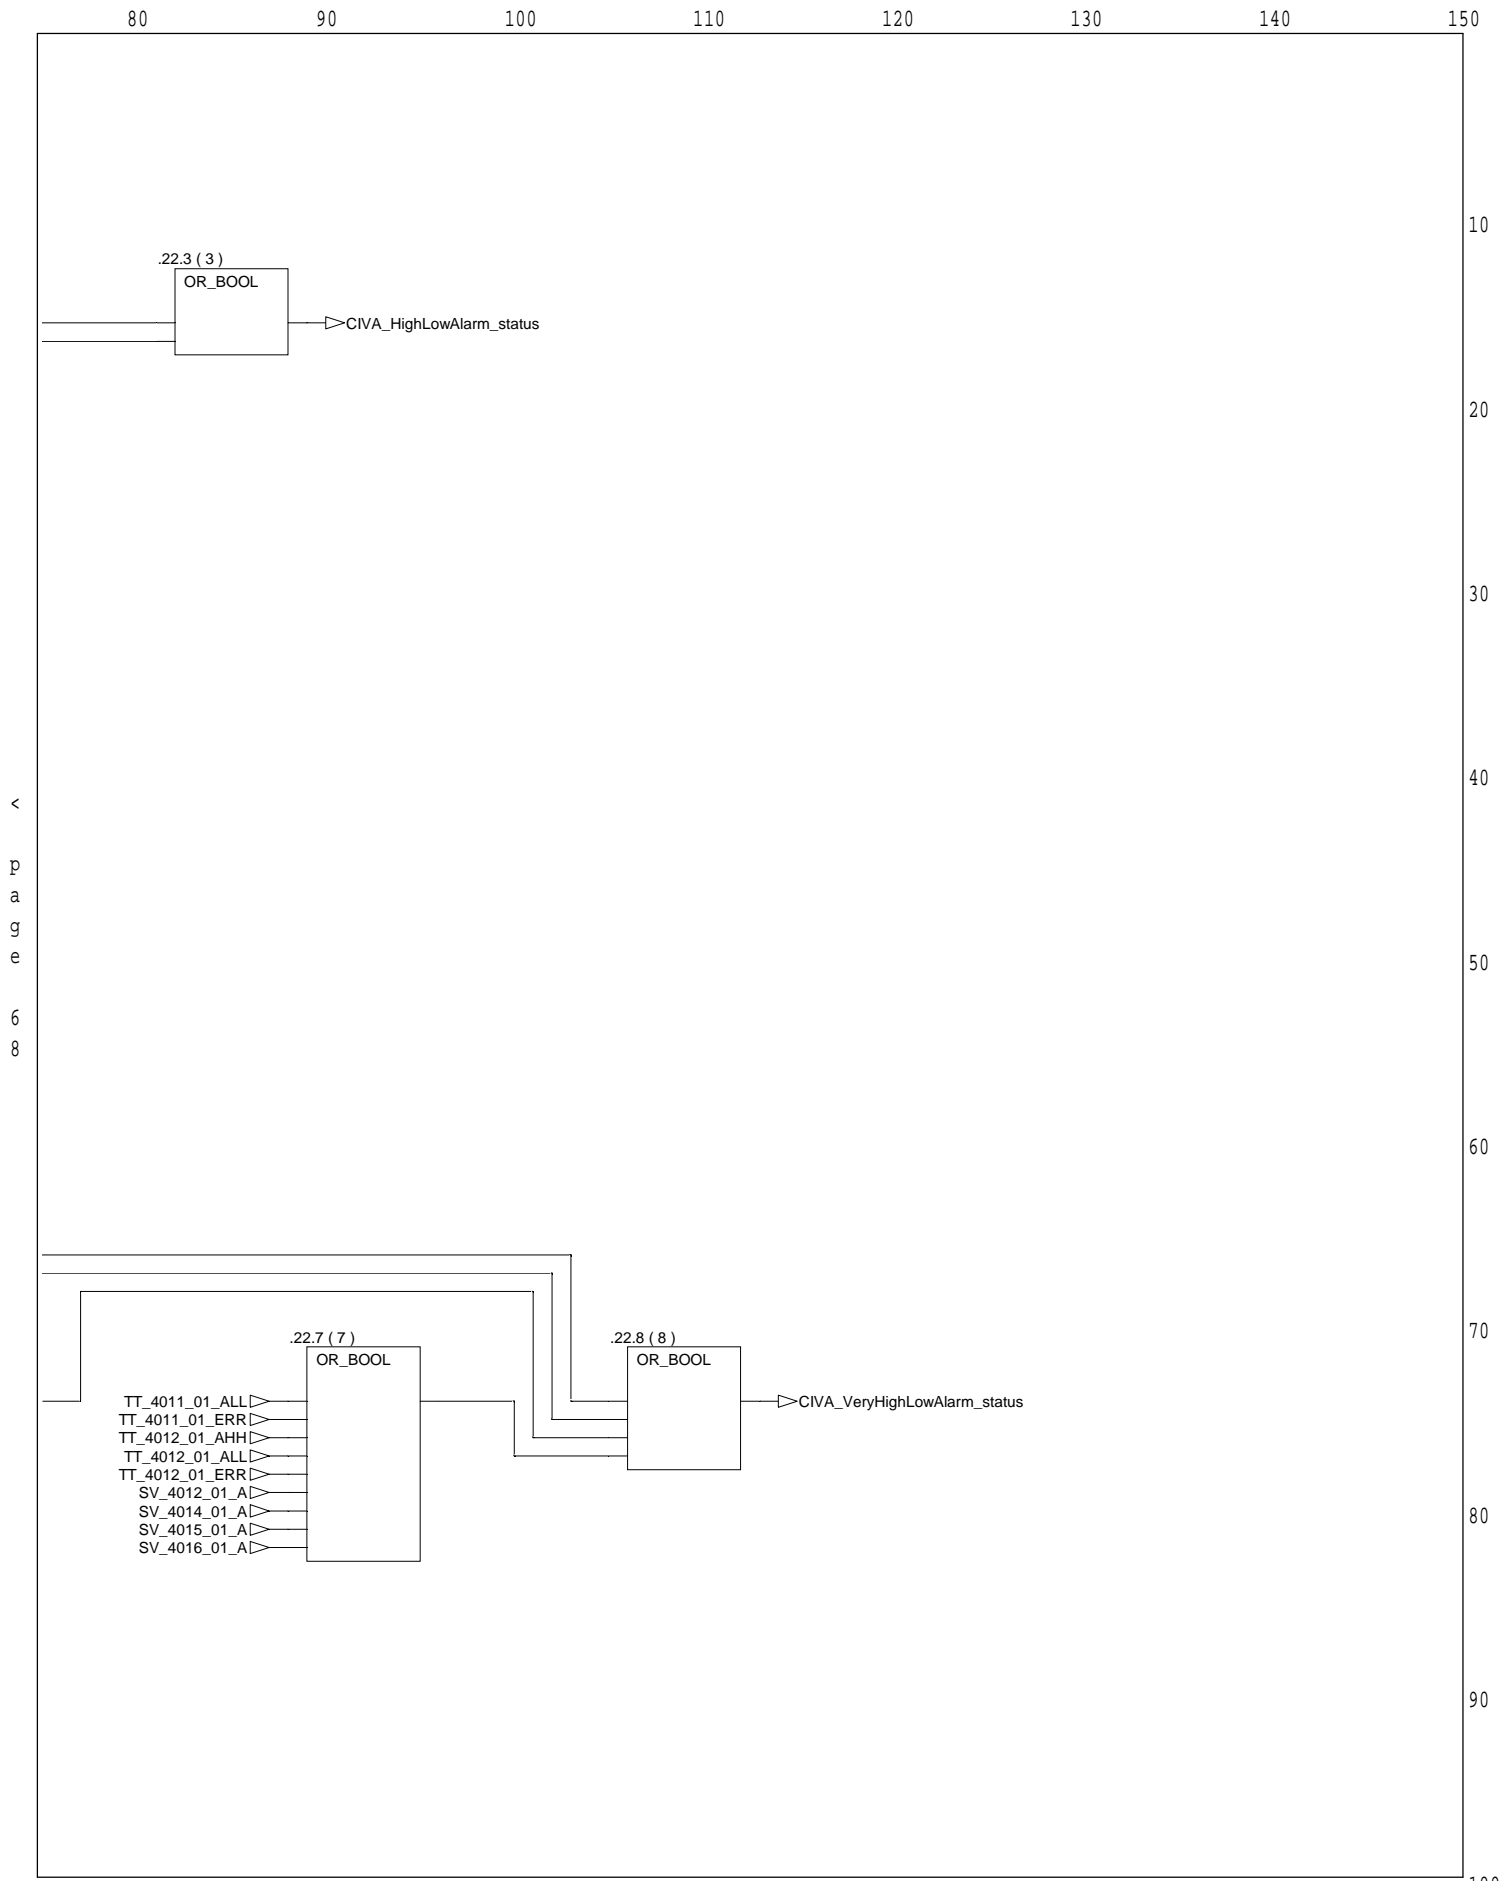 80 90 100 110 120 130 140 150
10
.22.3 ( 3 )
OR_BOOL
CIVA_HighLowAlarm_status
20
30
40
< page 68
50
60
70
.22.7 ( 7 )
.22.8 ( 8 )
OR_BOOL
OR_BOOL
TT_4011_01_ALL
CIVA_VeryHighLowAlarm_status
TT_4011_01_ERR
TT_4012_01_AHH
TT_4012_01_ALL
TT_4012_01_ERR
SV_4012_01_A
SV_4014_01_A
80
SV_4015_01_A
SV_4016_01_A
90